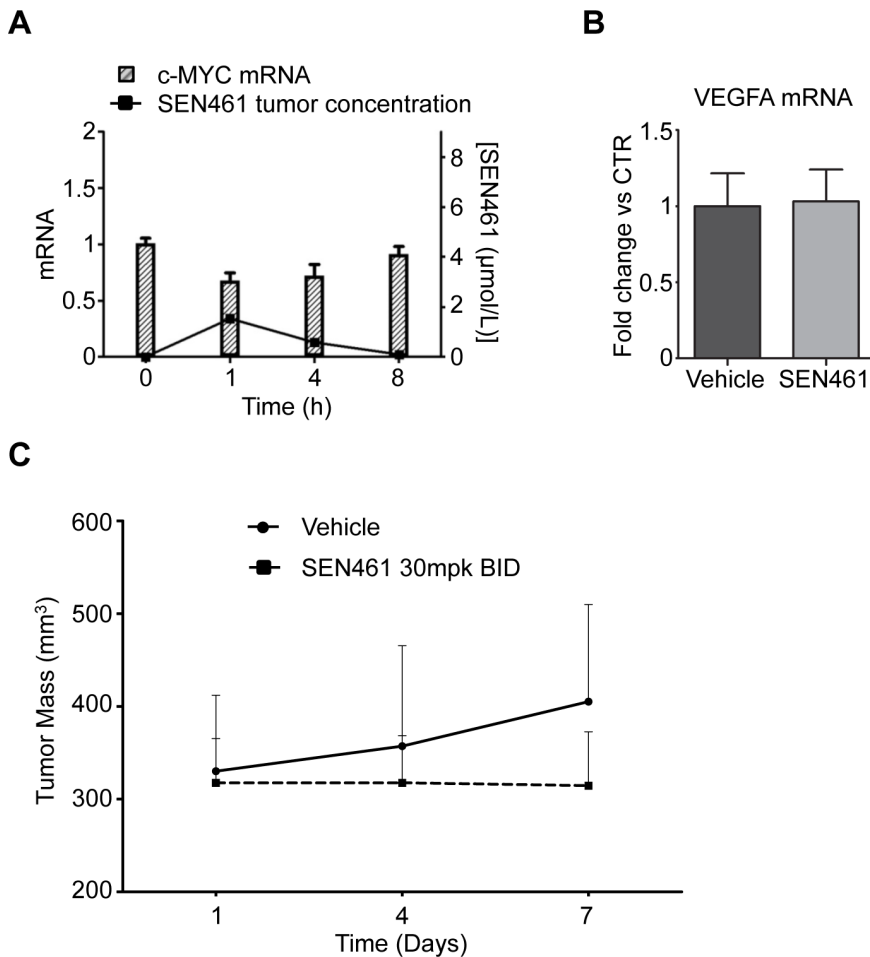 A
c-MYC mRNA
SEN461 tumor concentration
2
1.5
1
0.5
0
mRNA
8
6
4
2
0
[SEN461 (μmol/L)]
0 1 4 8
Time (h)
B
VEGFA mRNA
1.5
1
0.5
0
Fold change vs CTR
Vehicle SEN461
C
Vehicle
SEN461 30mpk BID
600
500
400
300
200
Tumor Mass (mm³)
1 4 7
Time (Days)